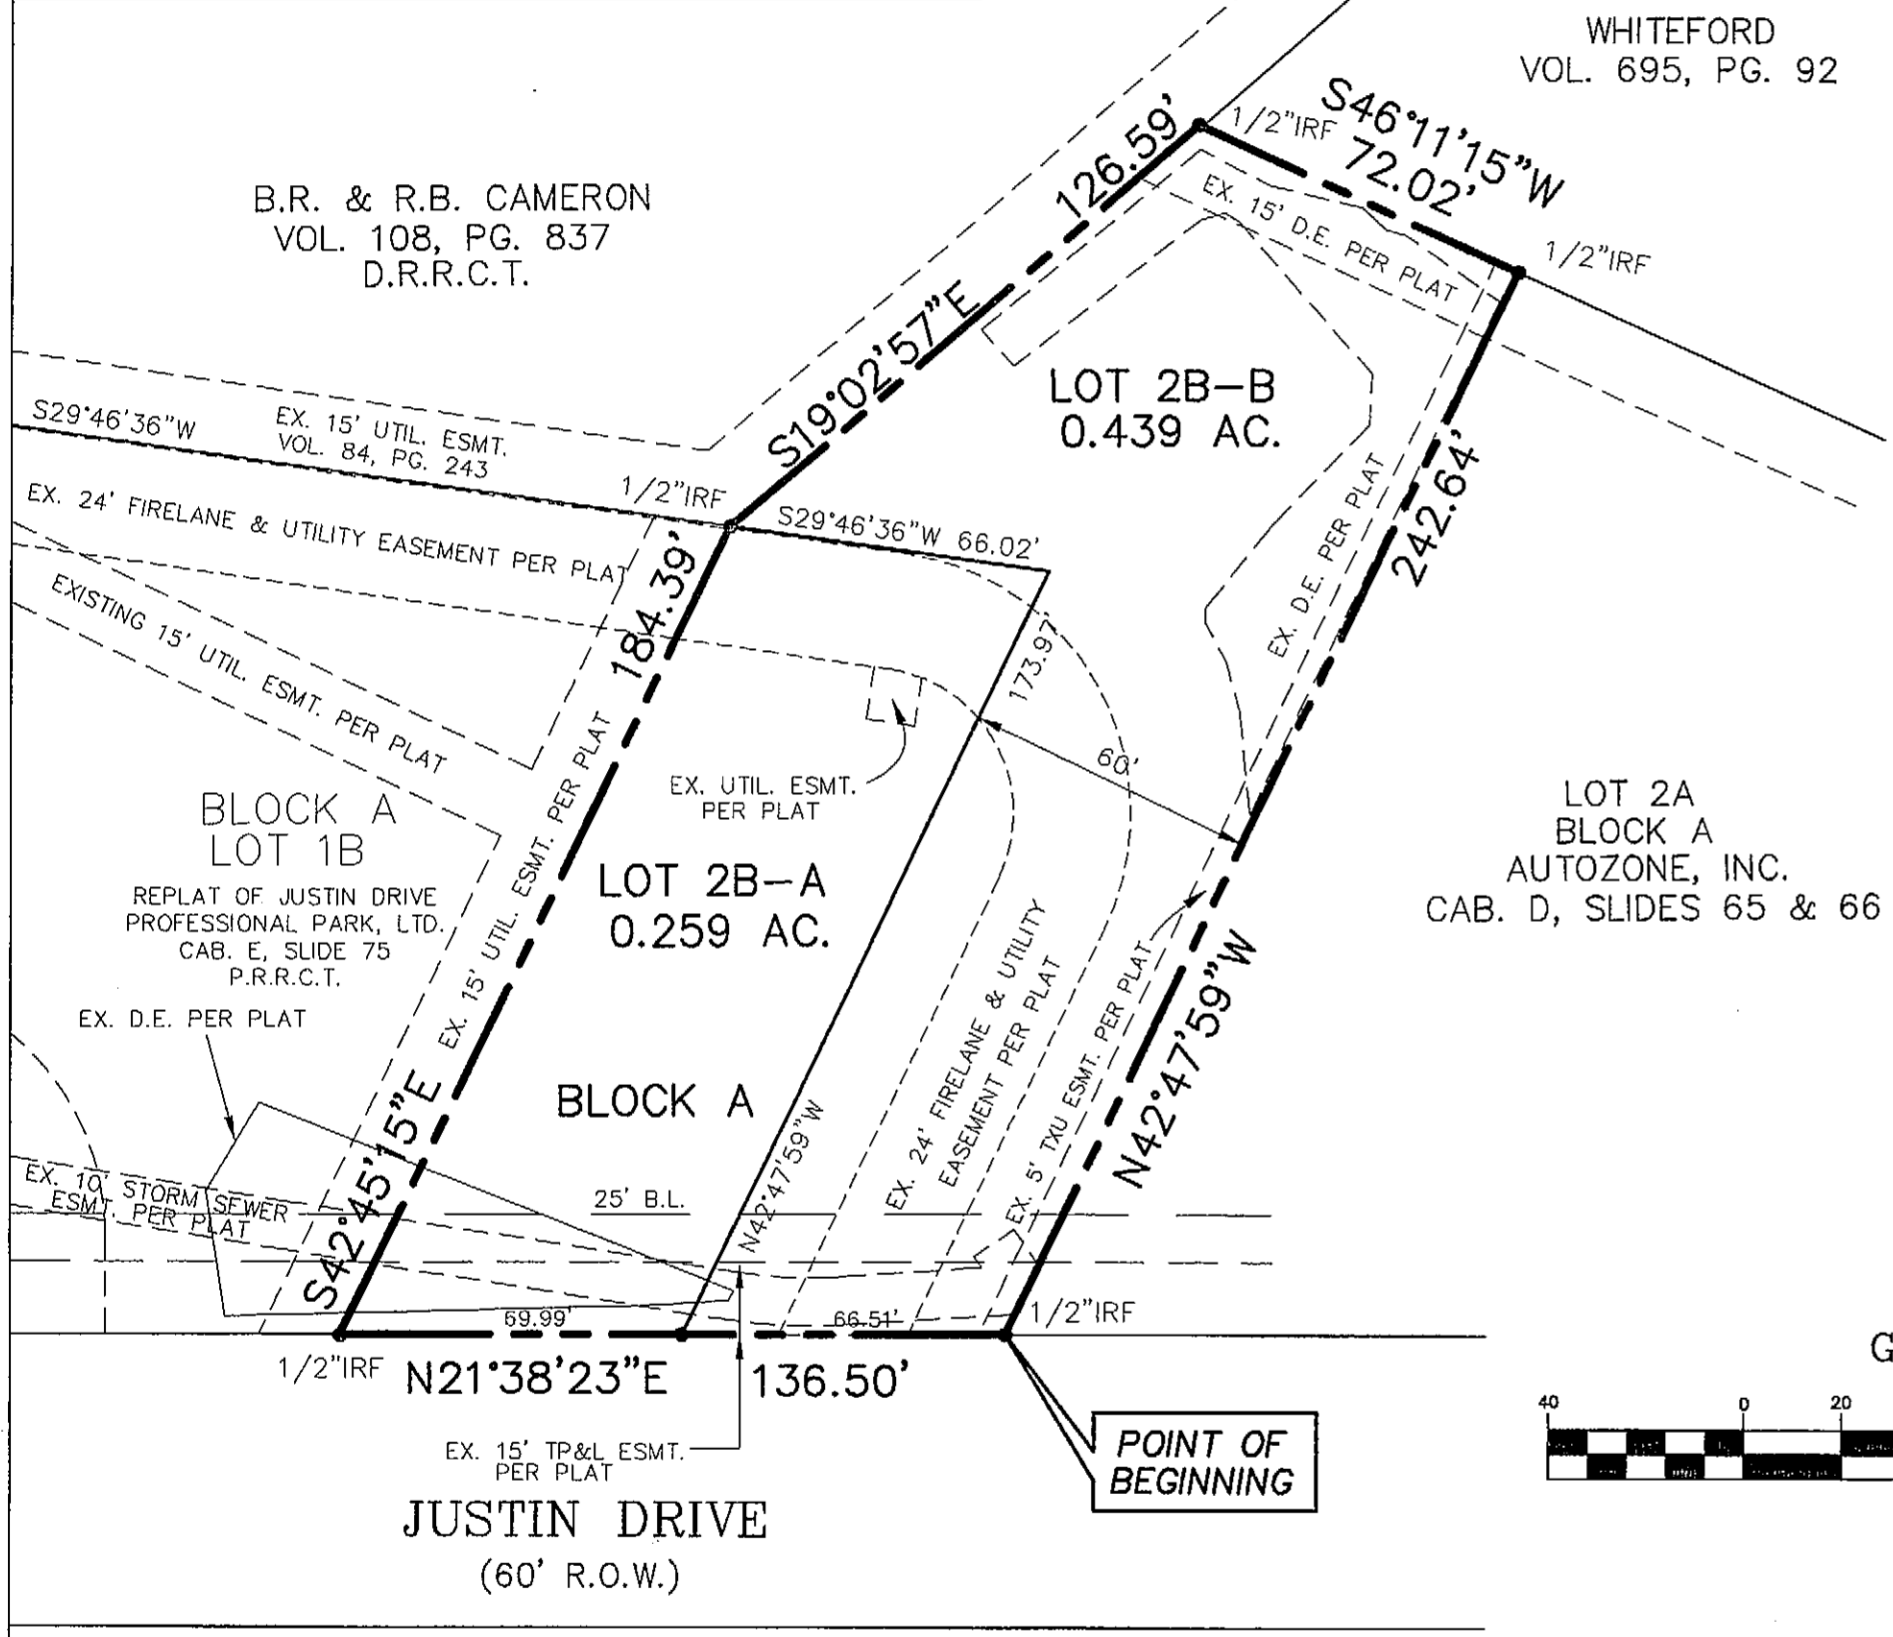 WHITEFORD
VOL. 695, PG. 92
S46°11'15"W
72.02'
1/2"IRF
1/2"IRF
126.59'
S19°02'57"E
EX. 15' D.E. PER PLAT
B.R. & R.B. CAMERON
VOL. 108, PG. 837
D.R.R.C.T.
LOT 2B-B
0.439 AC.
S29°46'36"W
EX. 15' UTIL. ESMT.
VOL. 84, PG. 243
1/2"IRF
S29°46'36"W 66.02'
EX. 24' FIRELANE & UTILITY EASEMENT PER PLAT
EXISTING 15' UTIL. ESMT. PER PLAT
184.39'
173.97'
EX. D.E. PER PLAT
242.64'
60'
EX. UTIL. ESMT.
PER PLAT
BLOCK A
LOT 1B
REPLAT OF JUSTIN DRIVE
PROFESSIONAL PARK, LTD.
CAB. E, SLIDE 75
P.R.R.C.T.
EX. 15' UTIL. ESMT. PER PLAT
LOT 2B-A
0.259 AC.
LOT 2A
BLOCK A
AUTOZONE, INC.
CAB. D, SLIDES 65 & 66
EX. D.E. PER PLAT
BLOCK A
EX. 24' FIRELANE & UTILITY
EASEMENT PER PLAT
EX. 5' TXU ESMT. PER PLAT
N42°47'59"W
S42°45'15"E
N42°47'59"W
EX. 10' STORM SEWER
ESMT. PER PLAT
25' B.L.
69.99'
66.51'
1/2"IRF
1/2"IRF
N21°38'23"E
136.50'
EX. 15' TP&L ESMT.
PER PLAT
POINT OF
BEGINNING
JUSTIN DRIVE
(60' R.O.W.)
G
40 0 20